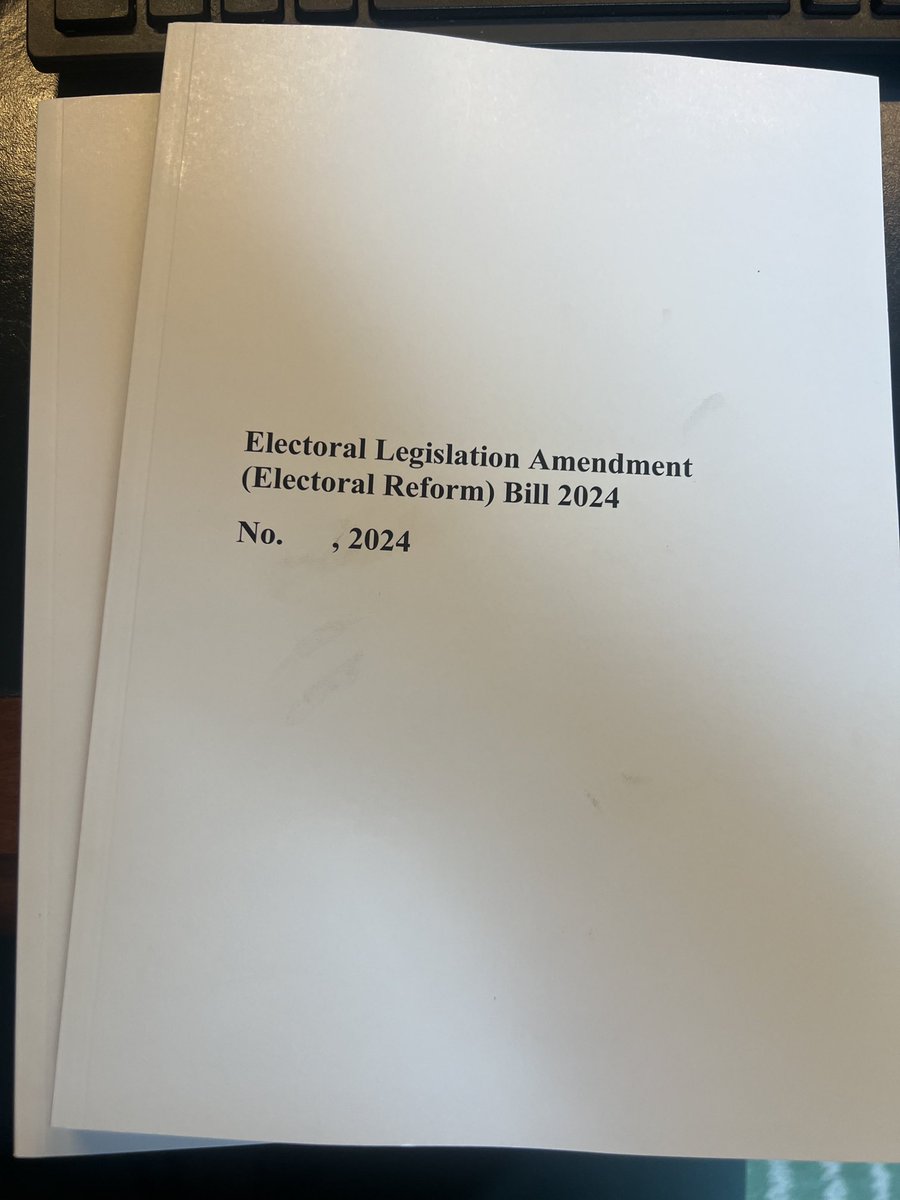 Electoral Legislation Amendment
(Electoral Reform) Bill 2024
No. , 2024